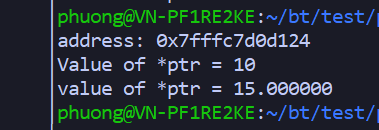 phuong@VN-PF1RE2KE:~/bt/test/
address: 0x7fffc7d0d124
Value of *ptr = 10
value of *ptr = 15.000000
phuong@VN-PF1RE2KE:~/bt/test/